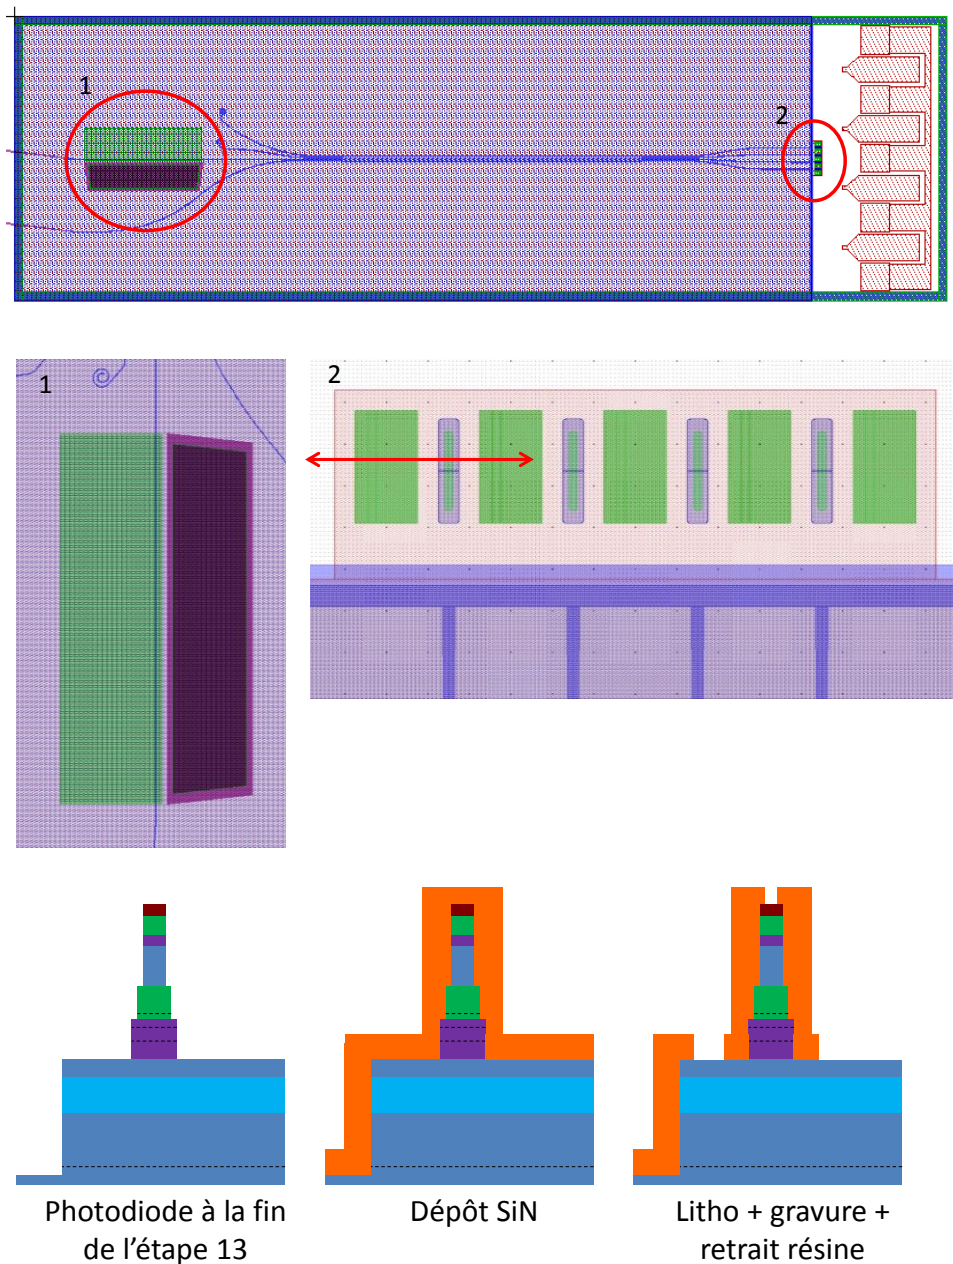 1
2
1
2
Photodiode à la fin
de l’étape 13
Dépôt SiN
Litho + gravure +
retrait résine